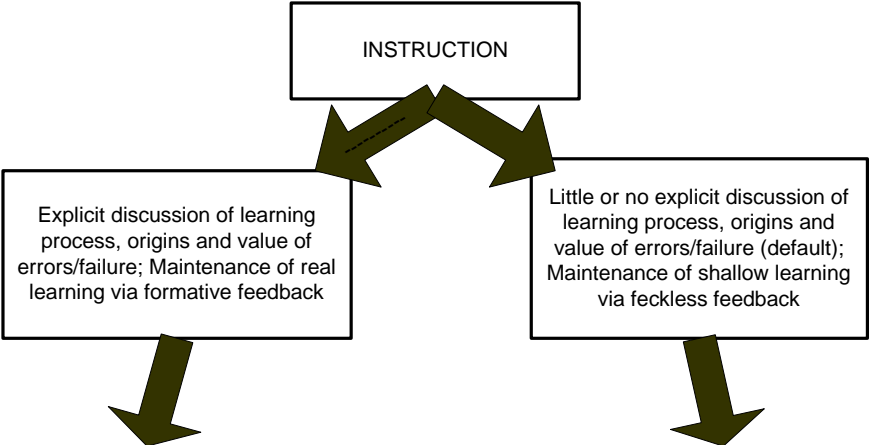 INSTRUCTION
Explicit discussion of learning
process, origins and value of
errors/failure; Maintenance of real
learning via formative feedback
Little or no explicit discussion of
learning process, origins and
value of errors/failure (default);
Maintenance of shallow learning
via feckless feedback